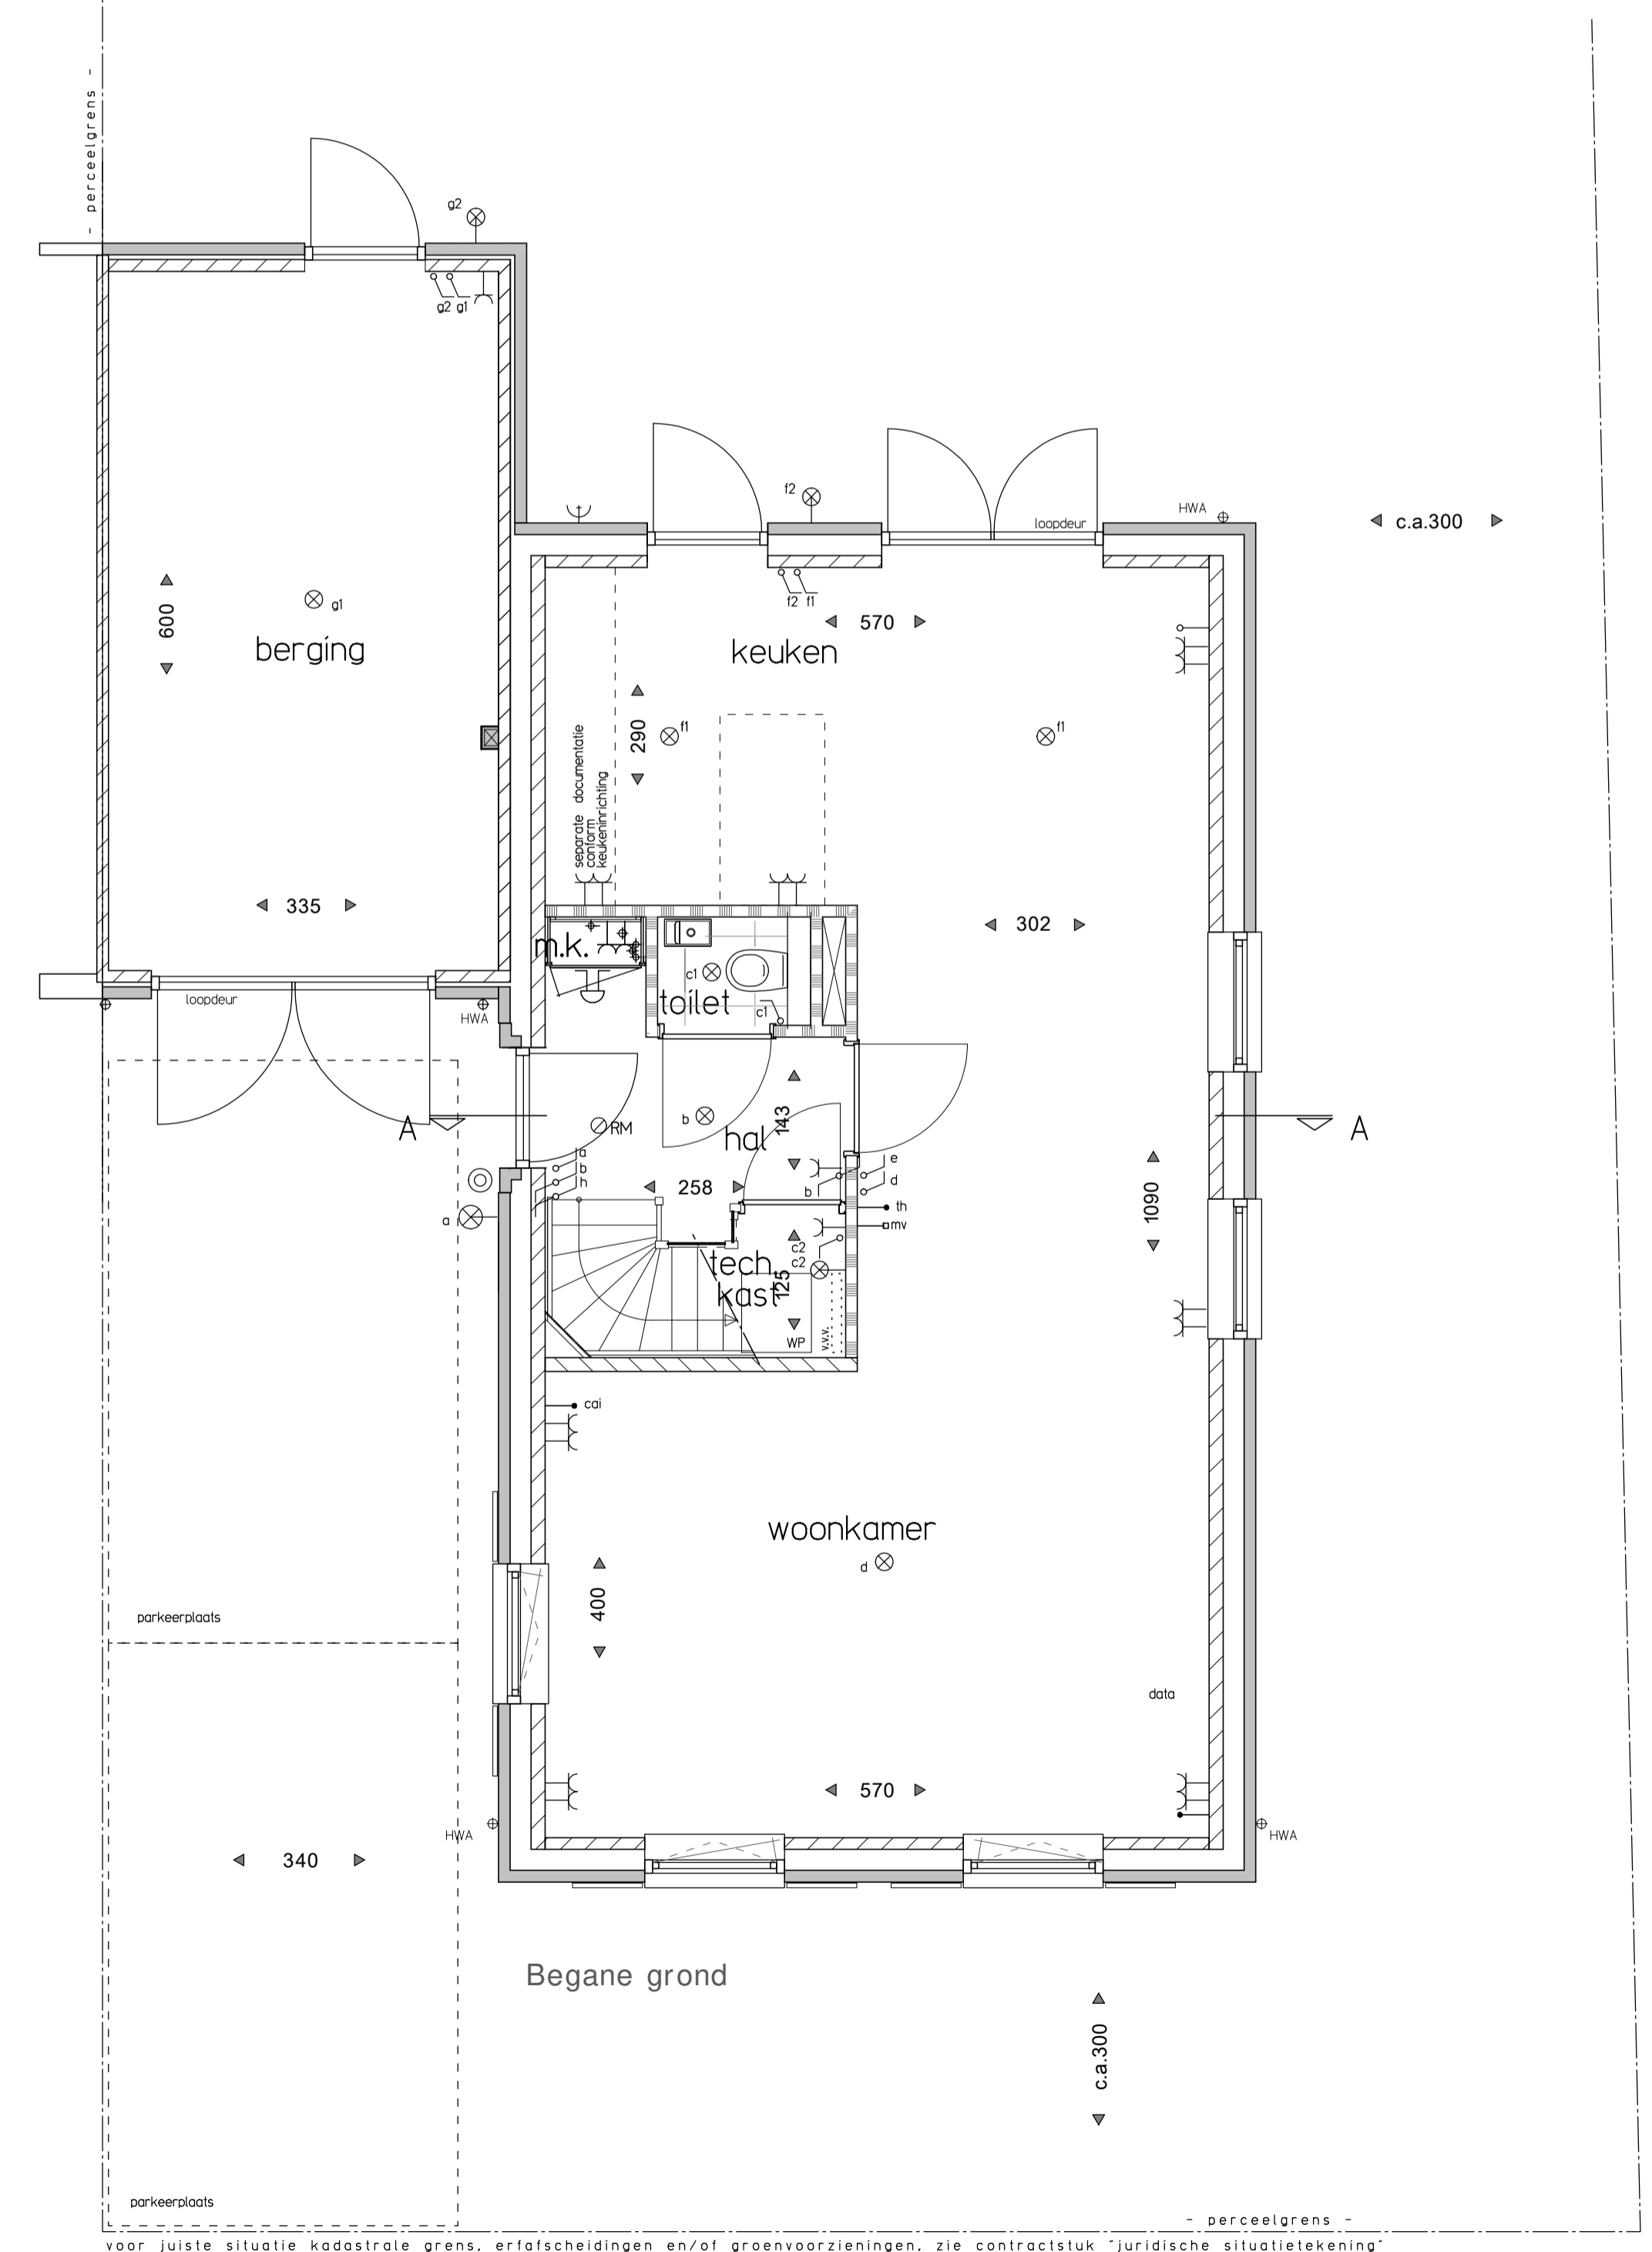 - perceelgrens -
g2
g2 g1
f2
HWA
loopdeur
c.a.300
600
g1
berging
f2 f1
570
keuken
290
f1
f1
separate documentatie
conform
keukeninrichting
335
302
m.k.
c1
toilet
c1
loopdeur
HWA
A
RM
b
hal
143
A
a
b
h
e
d
b
258
th
mv
a
1090
c2
c2
tech.
kast
125
WP
v.v.v.
cai
woonkamer
d
400
parkeerplaats
data
570
HWA
HWA
340
Begane grond
c.a.300
parkeerplaats
- perceelgrens -
voor juiste situatie kadastrale grens, erfafscheidingen en/of groenvoorzieningen, zie contractstuk "juridische situatietekening"